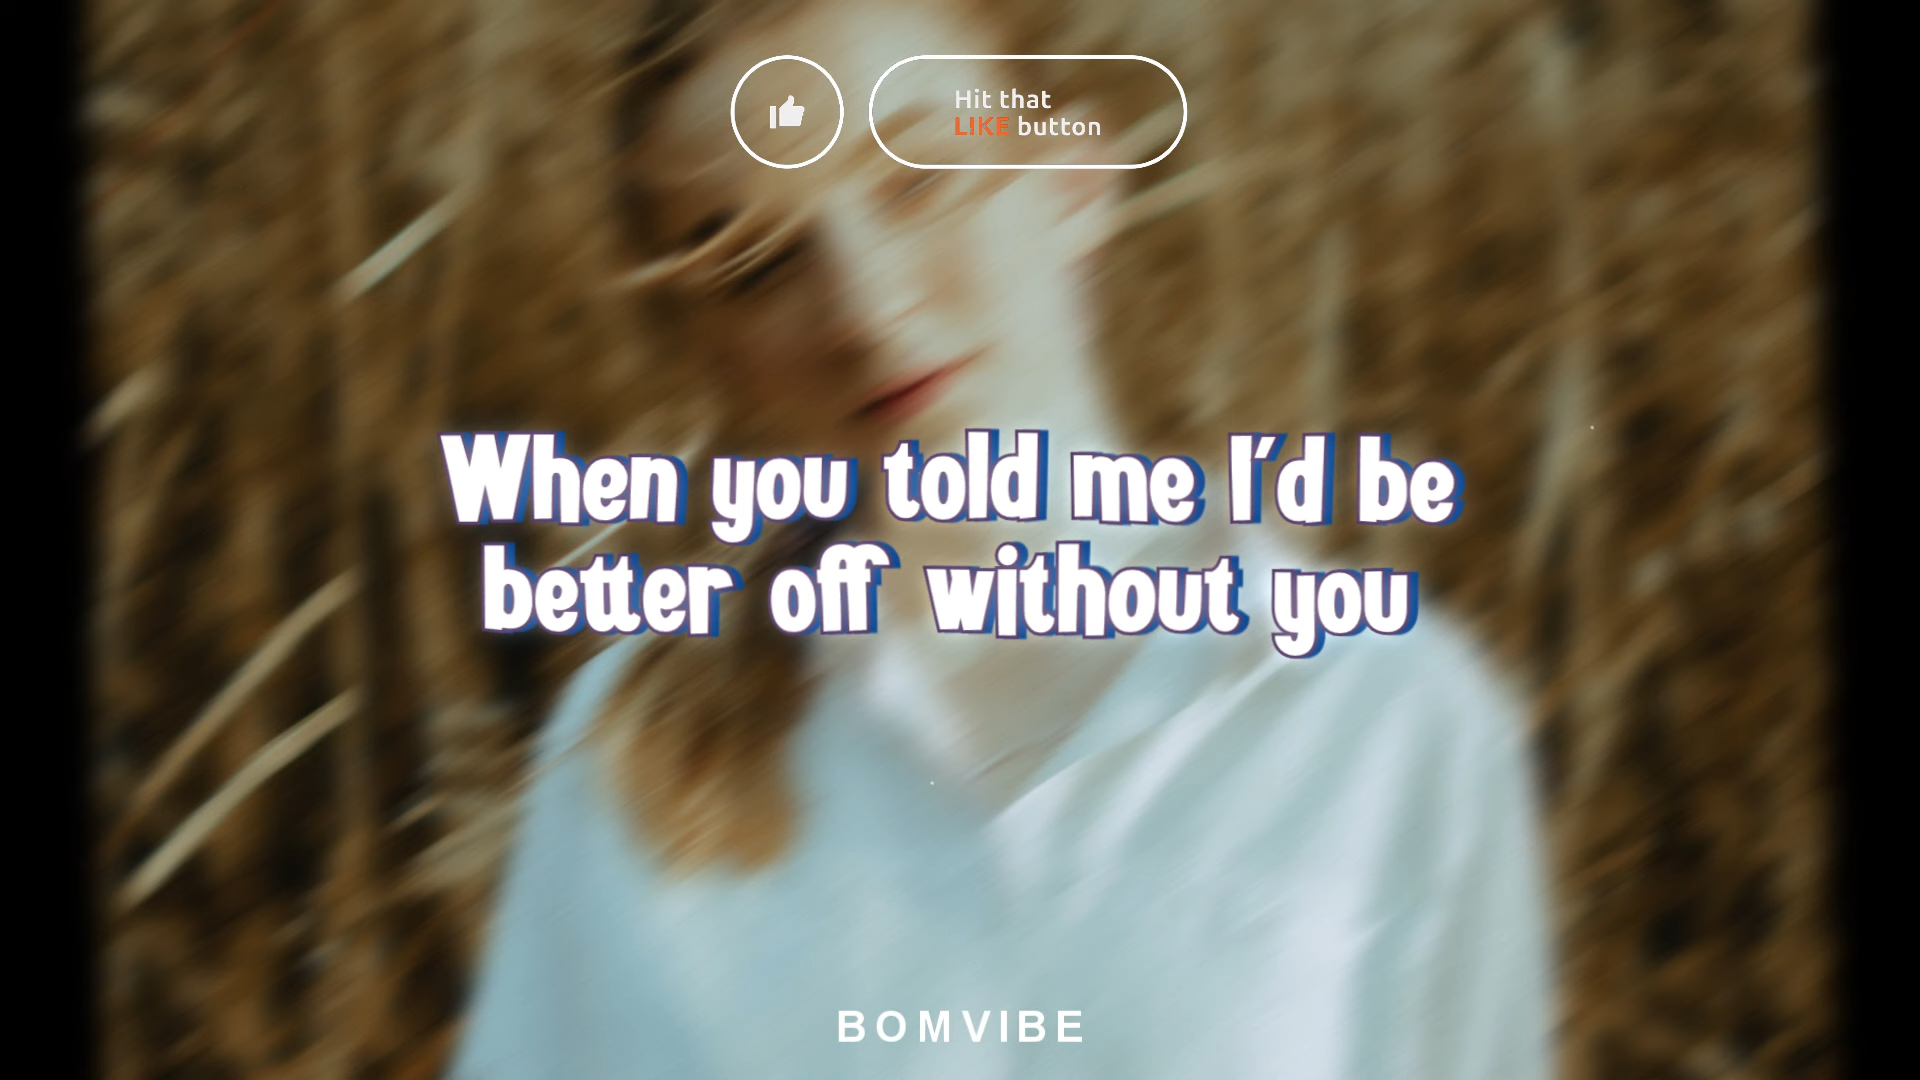 Hit that
LIKE button
When you told me I'd be
better off without you
BOMVIBE